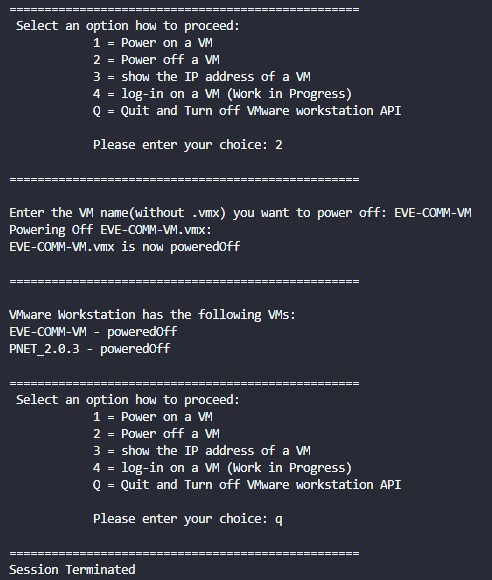 ==================================================
Select an option how to proceed:
1 = Power on a VM
2 = Power off a VM
3 = show the IP address of a VM
4 = log-in on a VM (Work in Progress)
Q = Quit and Turn off VMware workstation API
Please enter your choice: 2
==================================================
Enter the VM name(without .vmx) you want to power off: EVE-COMM-VM
Powering Off EVE-COMM-VM.vmx:
EVE-COMM-VM.vmx is now poweredOff
==================================================
VMware Workstation has the following VMs:
EVE-COMM-VM - poweredOff
PNET_2.0.3 - poweredOff
==================================================
Select an option how to proceed:
1 = Power on a VM
2 = Power off a VM
3 = show the IP address of a VM
4 = log-in on a VM (Work in Progress)
Q = Quit and Turn off VMware workstation API
Please enter your choice: q
==================================================
Session Terminated